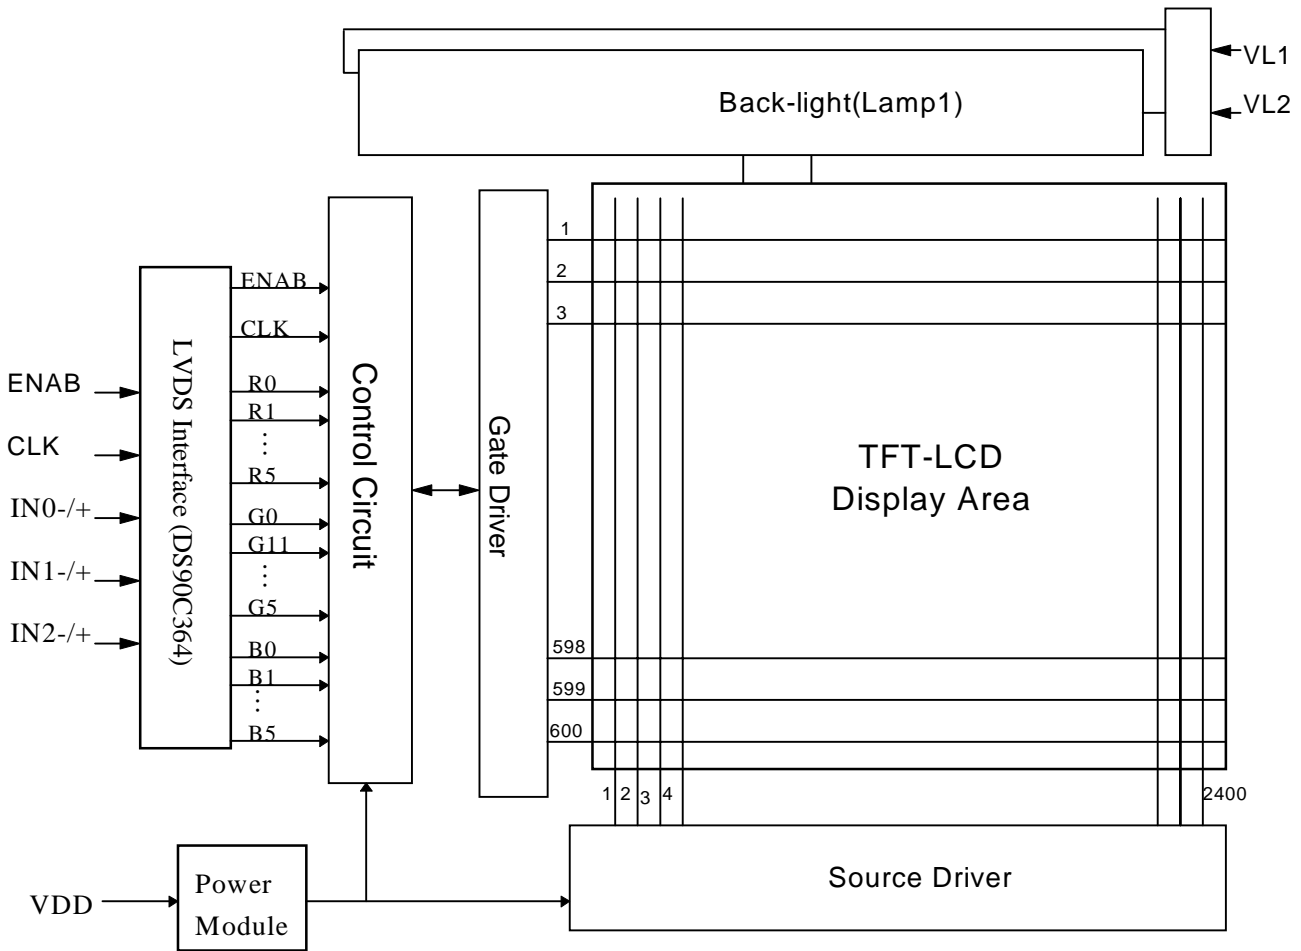 VL1
Back-light(Lamp1)
VL2
ENAB
CLK
IN0-/+
IN1-/+
IN2-/+
LVDS Interface (DS90C364)
ENAB
CLK
R0
R1
⋮
R5
G0
G11
⋮
G5
B0
B1
⋮
B5
Control Circuit
Gate Driver
1
2
3
598
599
600
TFT-LCD
Display Area
1 2 3 4 2400
Source Driver
VDD
Power
Module